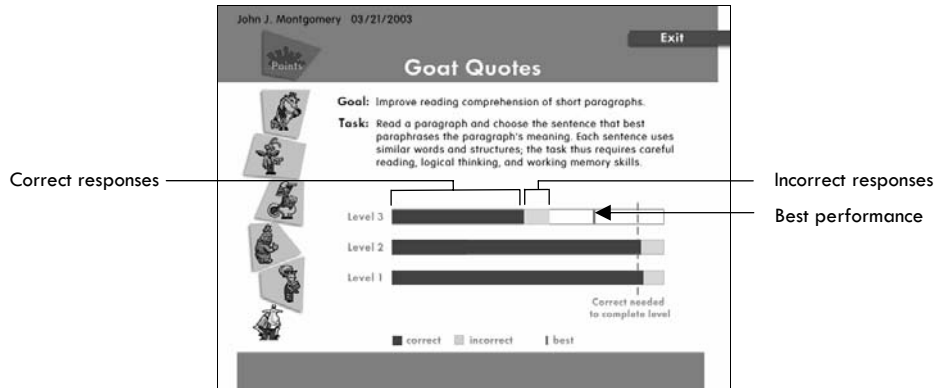 John J. Montgomery 03/21/2003
Exit
Points
Goat Quotes
Goal: Improve reading comprehension of short paragraphs.
Task: Read a paragraph and choose the sentence that best
paraphrases the paragraph's meaning. Each sentence uses
similar words and structures; the task thus requires careful
reading, logical thinking, and working memory skills.
Correct responses
Incorrect responses
Best performance
Level 3
Level 2
Level 1
Correct needed
to complete level
correct incorrect best